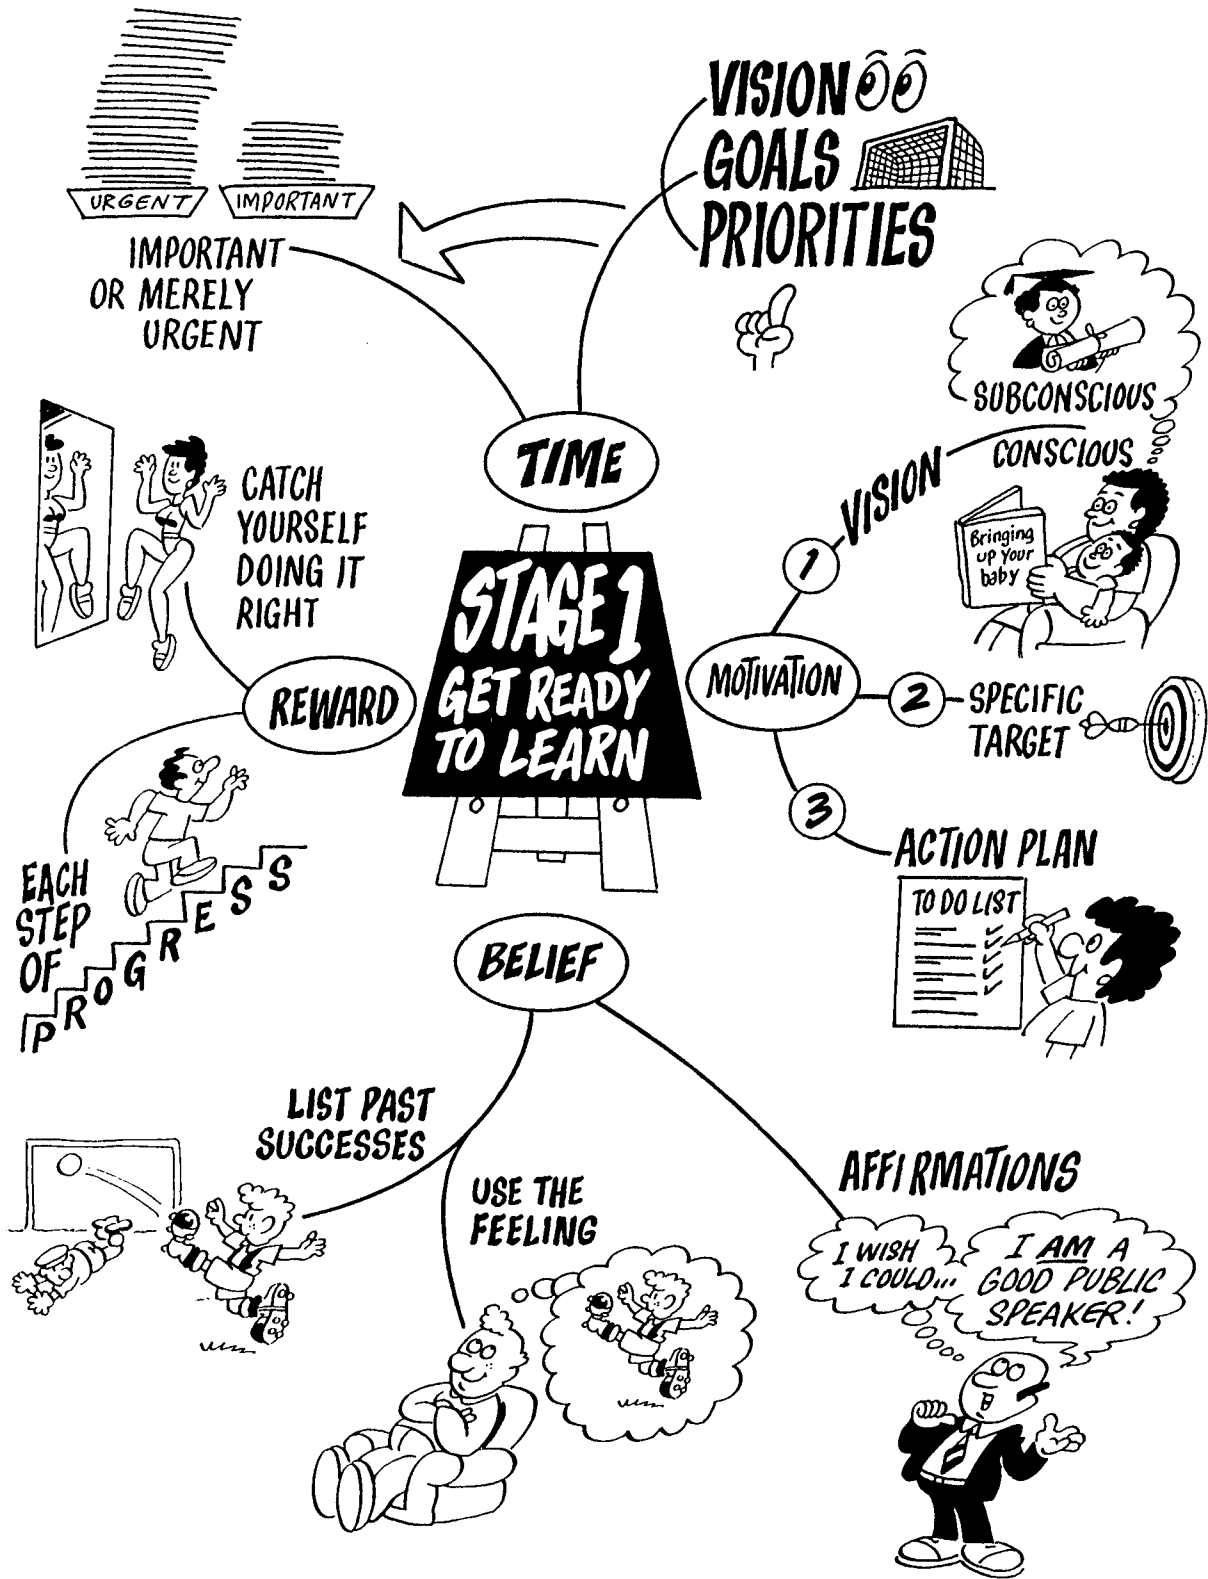 URGENT
IMPORTANT
IMPORTANT
OR MERELY
URGENT
VISION
GOALS
PRIORITIES
TIME
SUBCONSCIOUS
CONSCIOUS
VISION
Bringing
up your
baby
1
MOTIVATION
2
SPECIFIC
TARGET
3
ACTION PLAN
TO DO LIST
CATCH
YOURSELF
DOING IT
RIGHT
REWARD
EACH
STEP
OF
PROGRESS
STAGE 1
GET READY
TO LEARN
BELIEF
LIST PAST
SUCCESSES
USE THE
FEELING
AFFIRMATIONS
I WISH
I COULD...
I AM A
GOOD PUBLIC
SPEAKER!